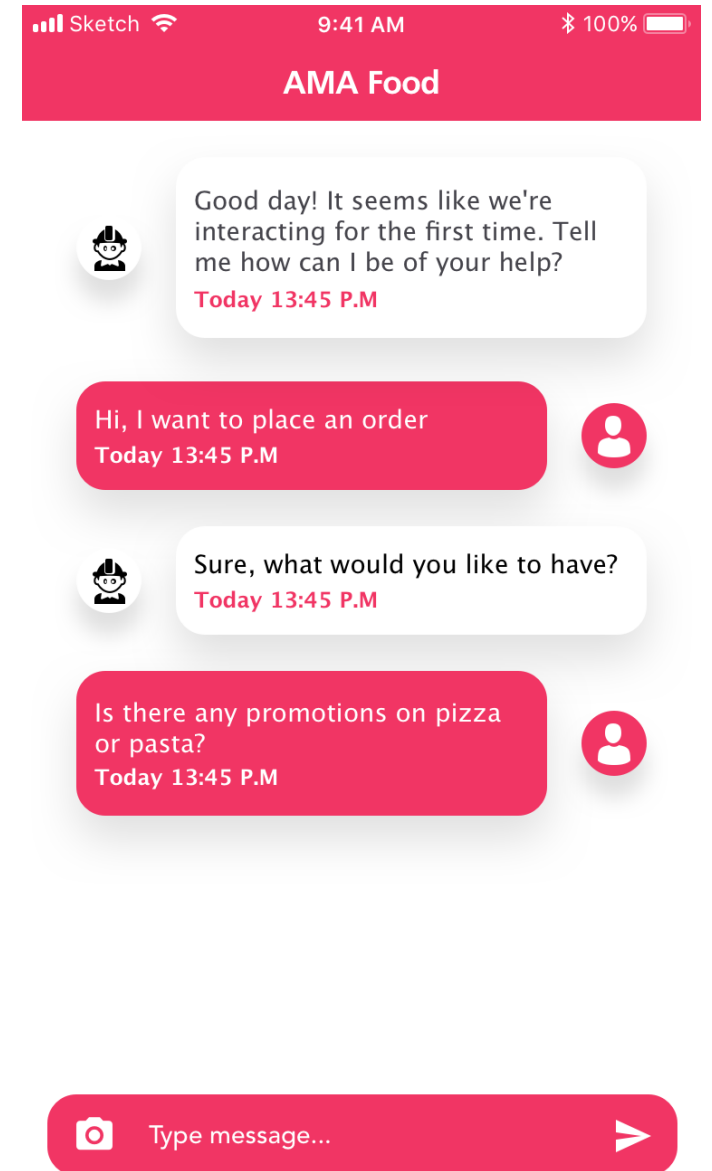 Sketch 9:41 AM 100%
AMA Food
Good day! It seems like we're
interacting for the first time. Tell
me how can I be of your help?
Today 13:45 P.M
Hi, I want to place an order
Today 13:45 P.M
Sure, what would you like to have?
Today 13:45 P.M
Is there any promotions on pizza
or pasta?
Today 13:45 P.M
Type message...